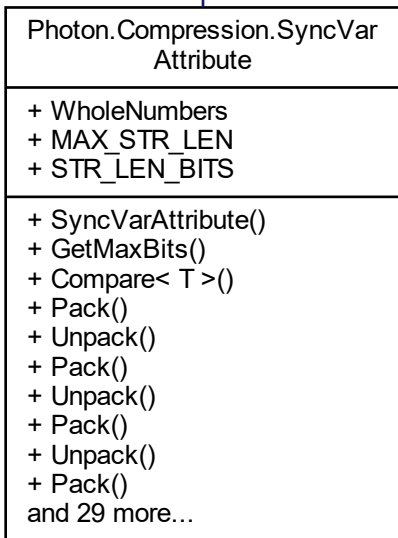 Photon.Compression.SyncVar
Attribute
+ WholeNumbers
+ MAX_STR_LEN
+ STR_LEN_BITS
+ SyncVarAttribute()
+ GetMaxBits()
+ Compare< T >()
+ Pack()
+ Unpack()
+ Pack()
+ Unpack()
+ Pack()
+ Unpack()
+ Pack()
and 29 more...